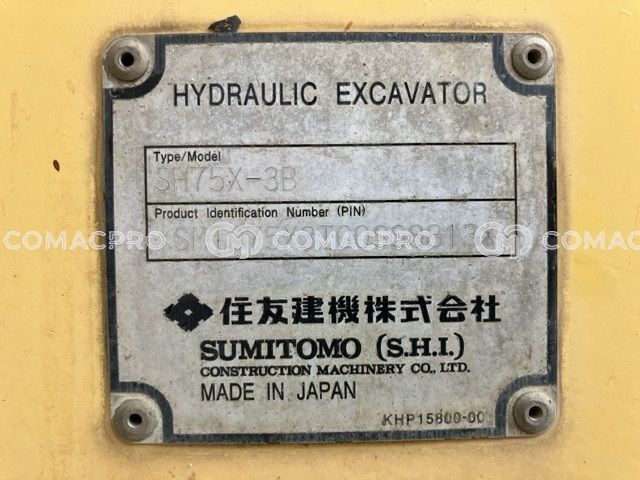 HYDRAULIC EXCAVATOR
Type/Model
SH75X-3B
Product Identification Number (PIN)
COMACPRO COMACPRO COMACPRO
住友建機株式会社
SUMITOMO (S.H.I.)
CONSTRUCTION MACHINERY CO., LTD.
MADE IN JAPAN
KHP15800-00